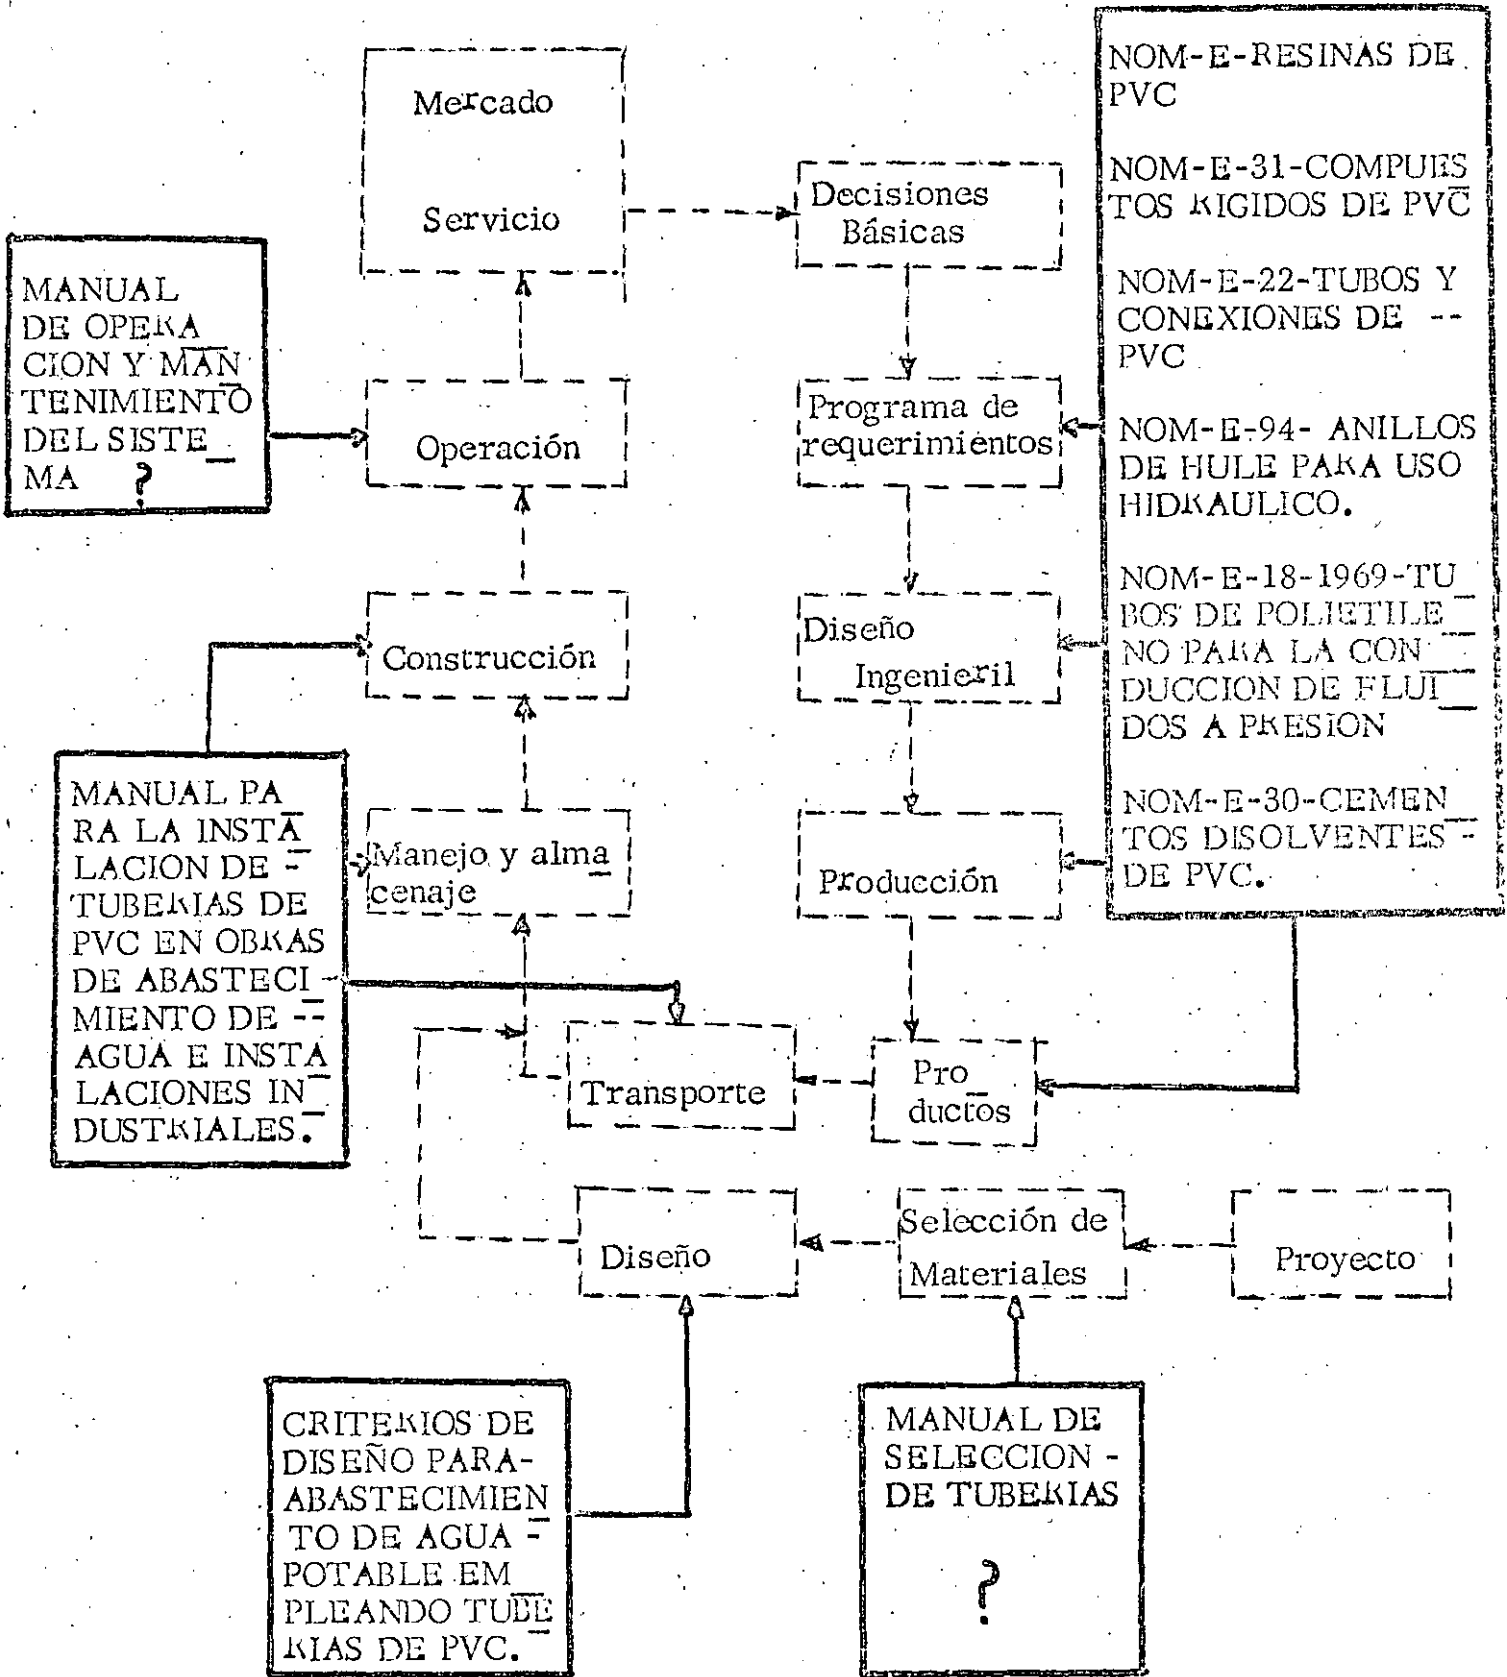 Mercado
Servicio
Decisiones
Básicas
NOM-E-RESINAS DE
PVC
NOM-E-31-COMPUES
TOS RIGIDOS DE PVC
NOM-E-22-TUBOS Y
CONEXIONES DE --
PVC
NOM-E-94- ANILLOS
DE HULE PARA USO
HIDRAULICO.
NOM-E-18-1969-TU
BOS DE POLIETILE
NO PARA LA CON
DUCCION DE FLUI
DOS A PRESION
NOM-E-30-CEMEN
TOS DISOLVENTES -
DE PVC.
MANUAL
DE OPERA
CION Y MAN
TENIMIENTO
DEL SISTE
MA ?
Operación
Programa de
requerimientos
Construcción
Diseño
Ingenieril
MANUAL PA
RA LA INSTA
LACION DE -
TUBERIAS DE
PVC EN OBRAS
DE ABASTECI -
MIENTO DE --
AGUA E INSTA
LACIONES IN
DUSTRIALES.
Manejo y alma
cenaje
Producción
Transporte
Pro
ductos
Diseño
Selección de
Materiales
Proyecto
CRITERIOS DE
DISEÑO PARA-
ABASTECIMIEN
TO DE AGUA -
POTABLE EM
PLEANDO TUBE
RIAS DE PVC.
MANUAL DE
SELECCION -
DE TUBERIAS
?